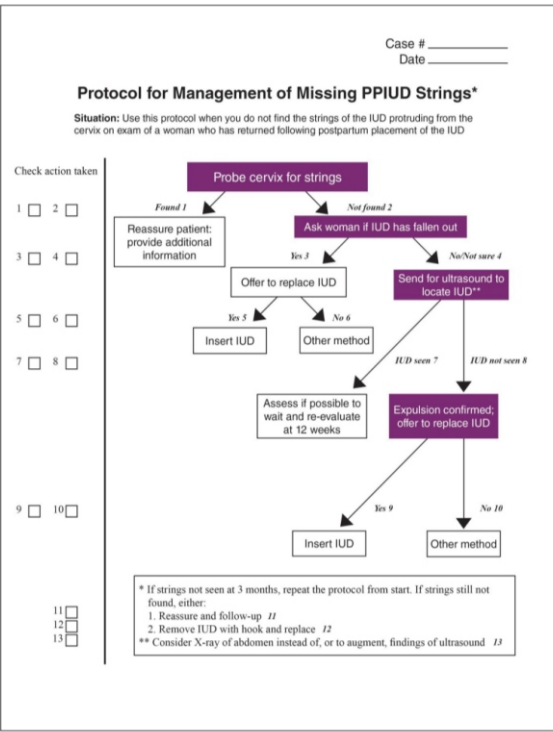 Case # 
Date 
Protocol for Management of Missing PPIUD Strings*
Situation: Use this protocol when you do not find the strings of the IUD protruding from the
cervix on exam of a woman who has returned following postpartum placement of the IUD
Check action taken
Probe cervix for strings
1 2
Found 1
Not found 2
Reassure patient:
provide additional
information
Ask woman if IUD has fallen out
3 4
Yes 3
No/Not sure 4
Offer to replace IUD
Send for ultrasound to
locate IUD**
5 6
Yes 5
No 6
Insert IUD
Other method
7 8
IUD seen 7
IUD not seen 8
Assess if possible to
wait and re-evaluate
at 12 weeks
Expulsion confirmed;
offer to replace IUD
9 10
Yes 9
No 10
Insert IUD
Other method
* If strings not seen at 3 months, repeat the protocol from start. If strings still not
found, either:
1. Reassure and follow-up 11
2. Remove IUD with hook and replace 12
** Consider X-ray of abdomen instead of, or to augment, findings of ultrasound 13
11
12
13